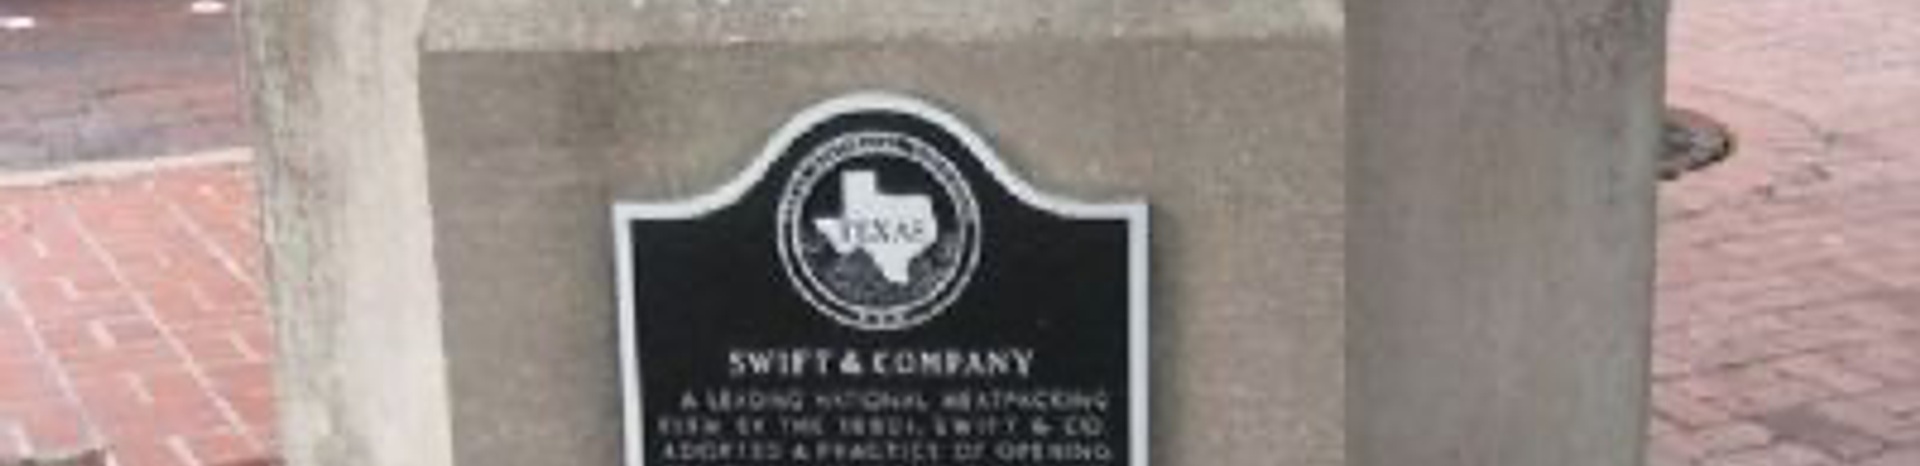 TEXAS
SWIFT & COMPANY
A LEADING NATIONAL MEATPACKING
FIRM BY THE 1880S, SWIFT & CO.
ADOPTED A PRACTICE OF OPENING